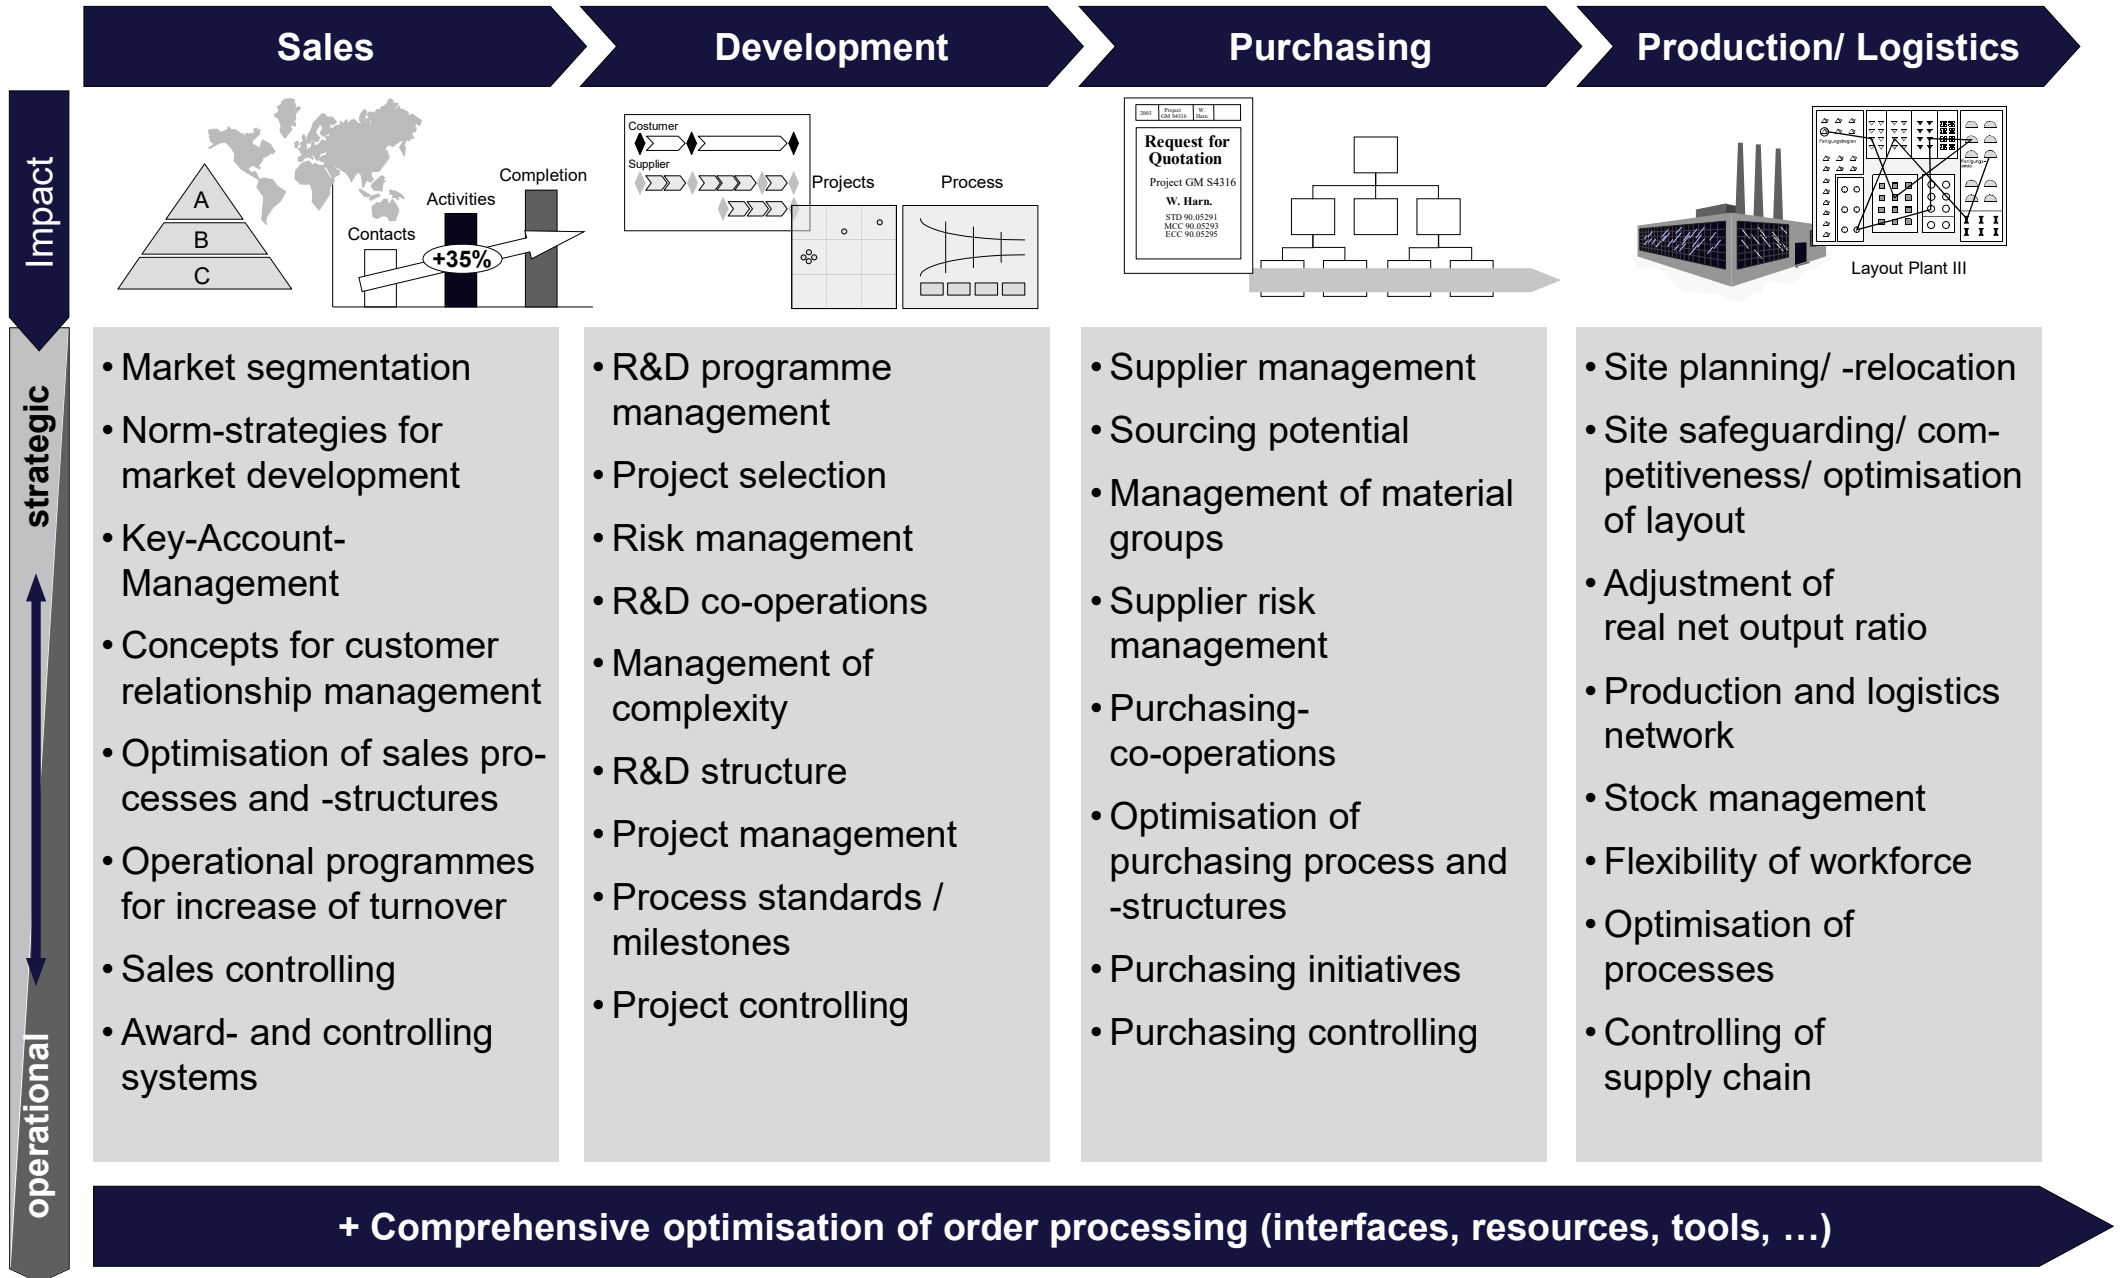 Sales
Development
Purchasing
Production/ Logistics
Impact
strategic
operational
A
B
C
Contacts
Activities
Completion
+35%
Costumer
Supplier
Projects
Process
2003
Project
GM S4316
W.
Harn.
Request for
Quotation
Project GM S4316
W. Harn.
STD 90.05291
MCC 90.05293
ECC 90.05295
Fertigungsbeginn
Layout Plant III
• Market segmentation
• Norm-strategies for
market development
• Key-Account-
Management
• Concepts for customer
relationship management
• Optimisation of sales pro-
cesses and -structures
• Operational programmes
for increase of turnover
• Sales controlling
• Award- and controlling
systems
• R&D programme
management
• Project selection
• Risk management
• R&D co-operations
• Management of
complexity
• R&D structure
• Project management
• Process standards /
milestones
• Project controlling
• Supplier management
• Sourcing potential
• Management of material
groups
• Supplier risk
management
• Purchasing-
co-operations
• Optimisation of
purchasing process and
-structures
• Purchasing initiatives
• Purchasing controlling
• Site planning/ -relocation
• Site safeguarding/ com-
petitiveness/ optimisation
of layout
• Adjustment of
real net output ratio
• Production and logistics
network
• Stock management
• Flexibility of workforce
• Optimisation of
processes
• Controlling of
supply chain
+ Comprehensive optimisation of order processing (interfaces, resources, tools, …)